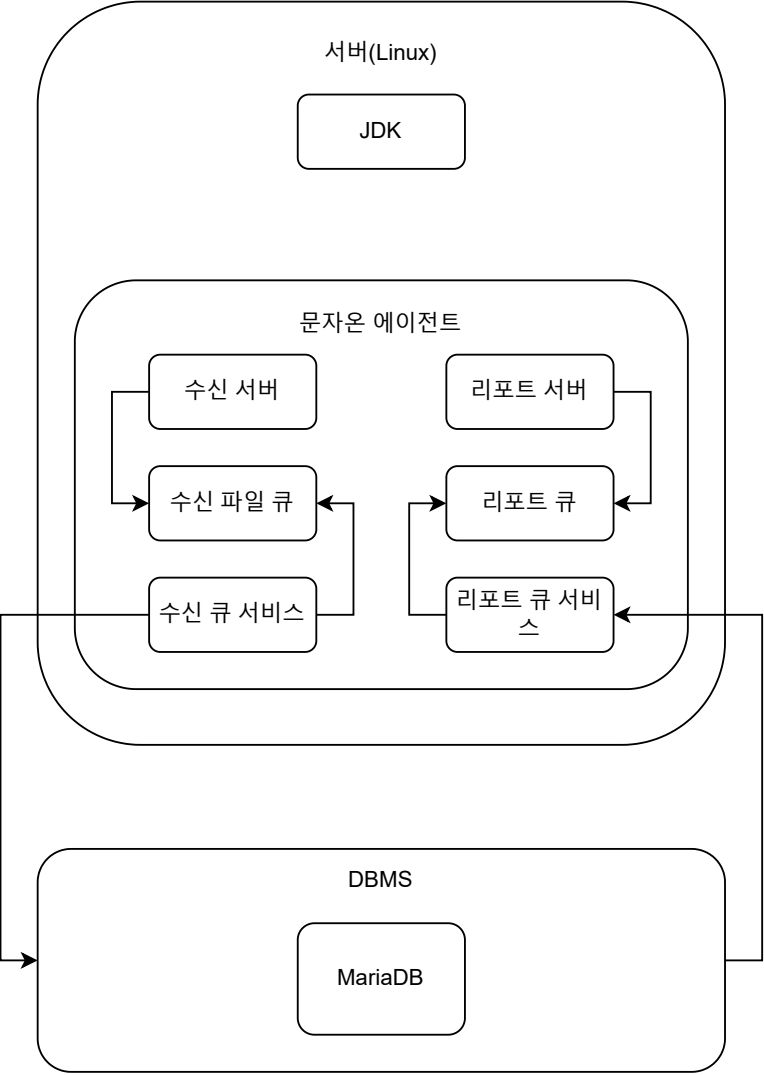 서버(Linux)
JDK
문자온 에이전트
수신 서버
리포트 서버
수신 파일 큐
리포트 큐
수신 큐 서비스
리포트 큐 서비
스
DBMS
MariaDB